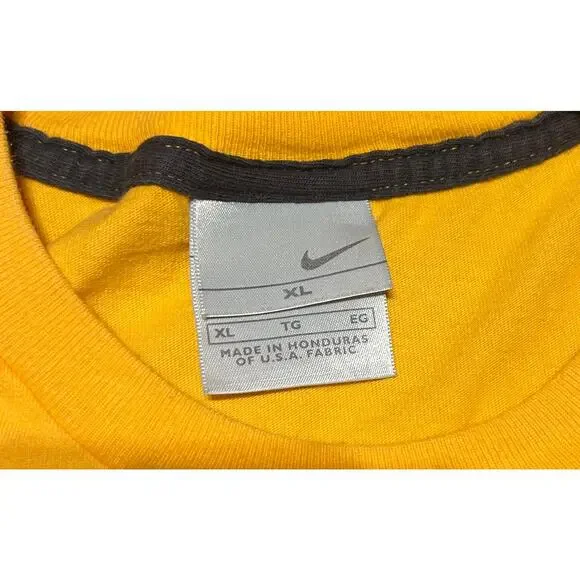 XL
XL TG EG
MADE IN HONDURAS
OF U.S.A. FABRIC